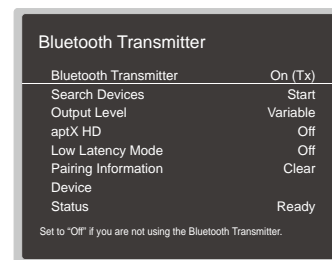 Bluetooth Transmitter
Bluetooth Transmitter On (Tx)
Search Devices Start
Output Level Variable
aptX HD Off
Low Latency Mode Off
Pairing Information Clear
Device
Status Ready
Set to “Off” if you are not using the Bluetooth Transmitter.